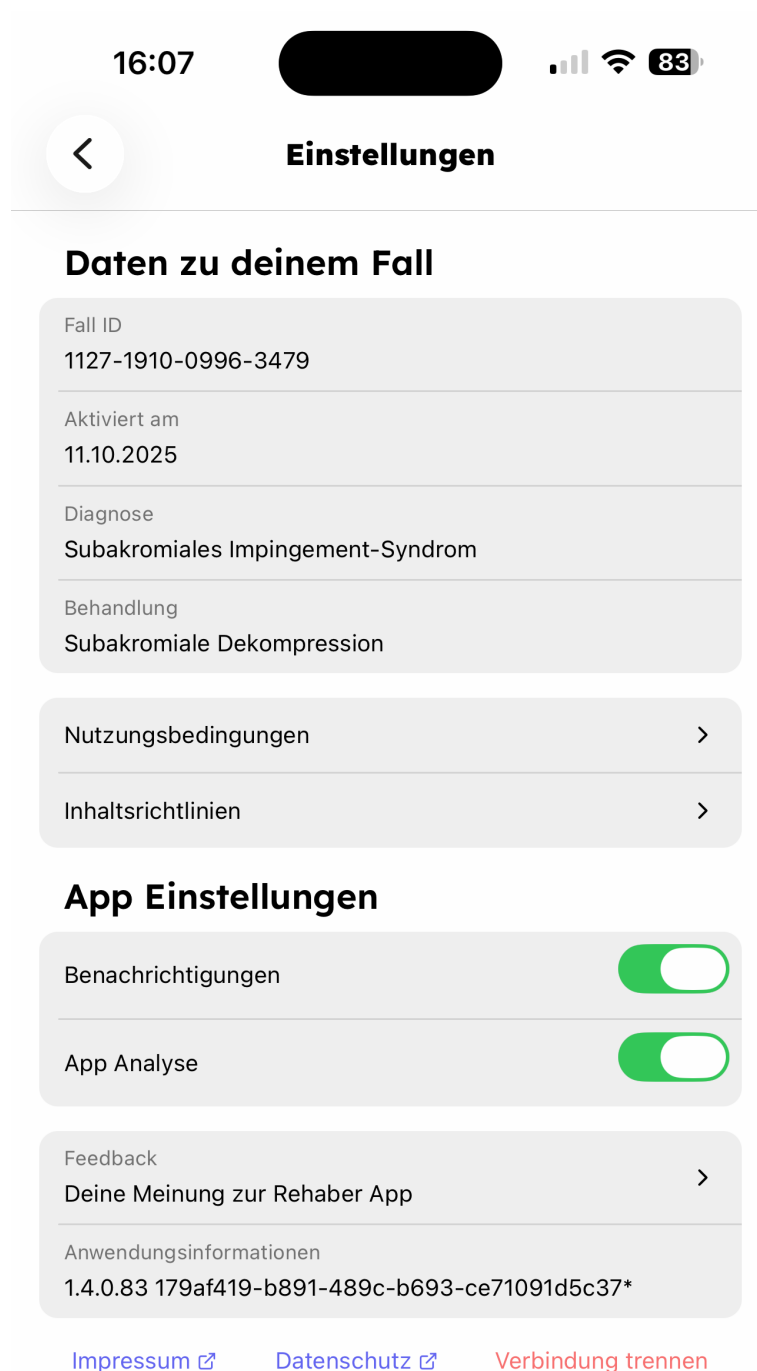 16:07
83
Einstellungen
Daten zu deinem Fall
Fall ID
1127-1910-0996-3479
Aktiviert am
11.10.2025
Diagnose
Subakromiales Impingement-Syndrom
Behandlung
Subakromiale Dekompression
Nutzungsbedingungen
Inhaltsrichtlinien
App Einstellungen
Benachrichtigungen
App Analyse
Feedback
Deine Meinung zur Rehaber App
Anwendungsinformationen
1.4.0.83 179af419-b891-489c-b693-ce71091d5c37*
Impressum Datenschutz Verbindung trennen